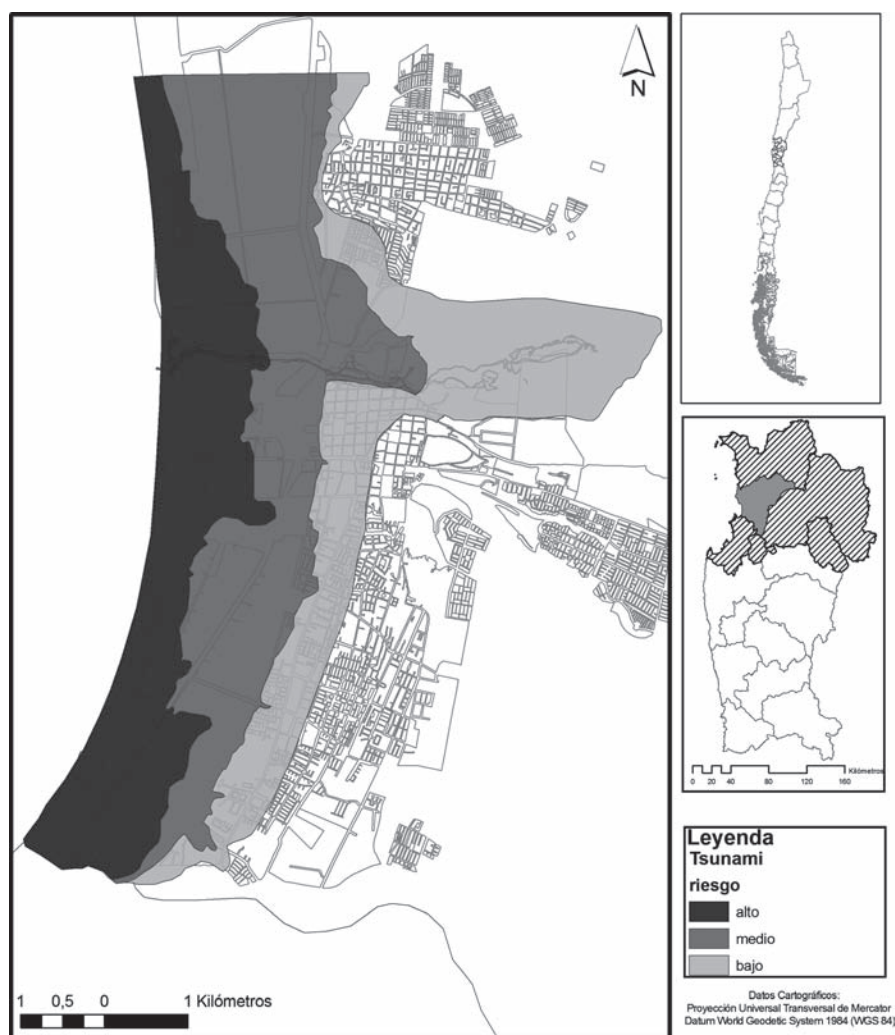 N
1 0,5 0 1 Kilómetros
Kilómetros
0 20 40 80 120 160
Leyenda
Tsunami
riesgo
alto
medio
bajo
Datos Cartográficos:
Proyección Universal Transversal de Mercator
Datum World Geodetic System 1984 (WGS 84)